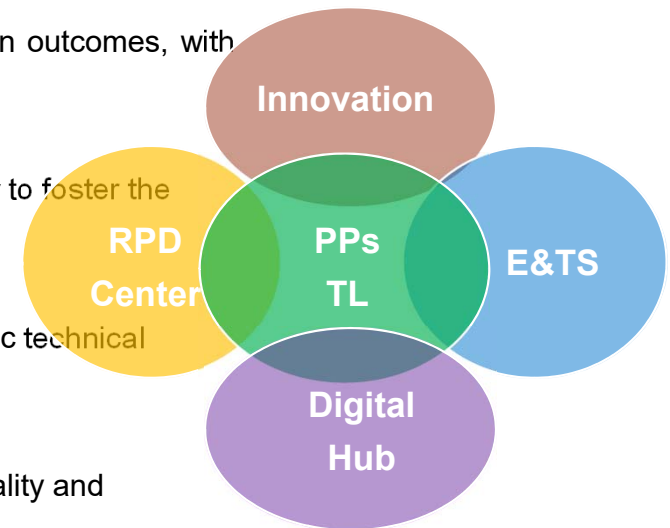 n outcomes, with
Innovation
to foster the
RPD
Center
PPs
TL
E&TS
c technical
Digital
Hub
ality and